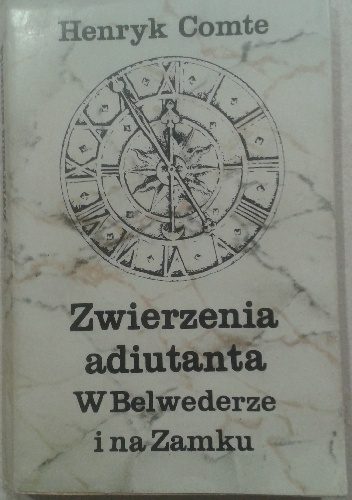 Henryk Comte
Zwierzenia
adiutanta
W Belwederze
i na Zamku